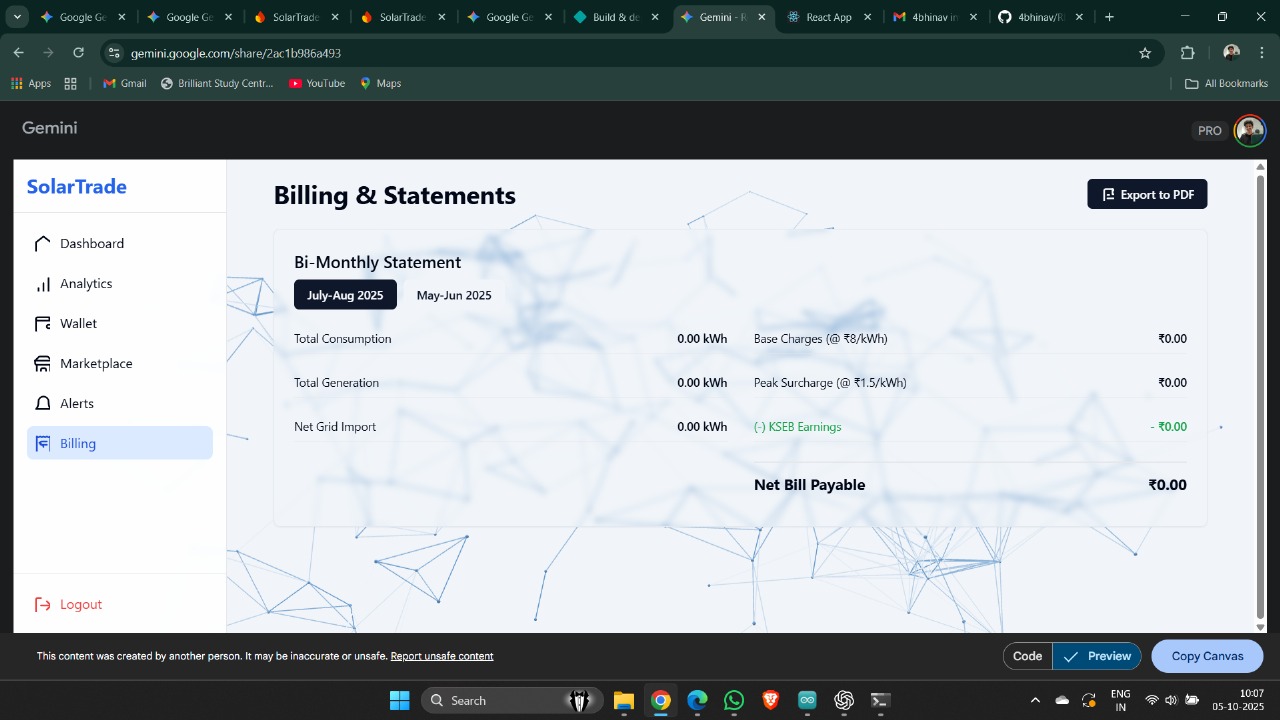 Google Ge
Google Ge
SolarTrade
SolarTrade
Google Ge
Build & de
Gemini - R
React App
4bhinav in
4bhinav/R
gemini.google.com/share/2ac1b986a493
Apps
Gmail
Brilliant Study Centr...
YouTube
Maps
All Bookmarks
Gemini
PRO
SolarTrade
Dashboard
Analytics
Wallet
Marketplace
Alerts
Billing
Logout
Billing & Statements
Export to PDF
Bi-Monthly Statement
July-Aug 2025 May-Jun 2025
Total Consumption 0.00 kWh Base Charges (@ ₹8/kWh) ₹0.00
Total Generation 0.00 kWh Peak Surcharge (@ ₹1.5/kWh) ₹0.00
Net Grid Import 0.00 kWh (-) KSEB Earnings - ₹0.00
Net Bill Payable ₹0.00
This content was created by another person. It may be inaccurate or unsafe. Report unsafe content
Code
Preview
Copy Canvas
Search
ENG
IN
10:07
05-10-2025